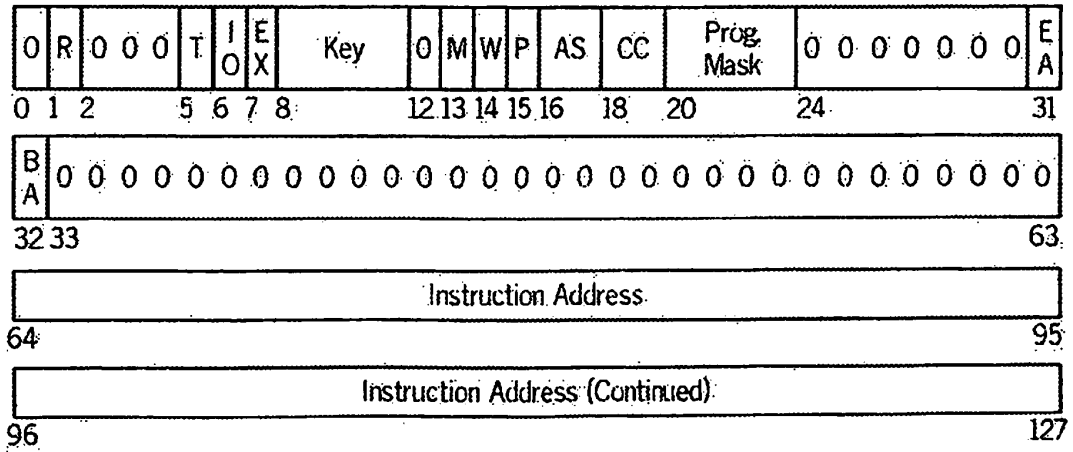 0 R 0 0 0 T IO EX Key 0 M W P AS CC Prog. Mask 0 0 0 0 0 0 0 EA
0 1 2 5 6 7 8 12 13 14 15 16 18 20 24 31
BA 0 0 0 0 0 0 0 0 0 0 0 0 0 0 0 0 0 0 0 0 0 0 0 0 0 0 0 0 0 0 0
32 33 63
Instruction Address
64 95
Instruction Address (Continued)
96 127